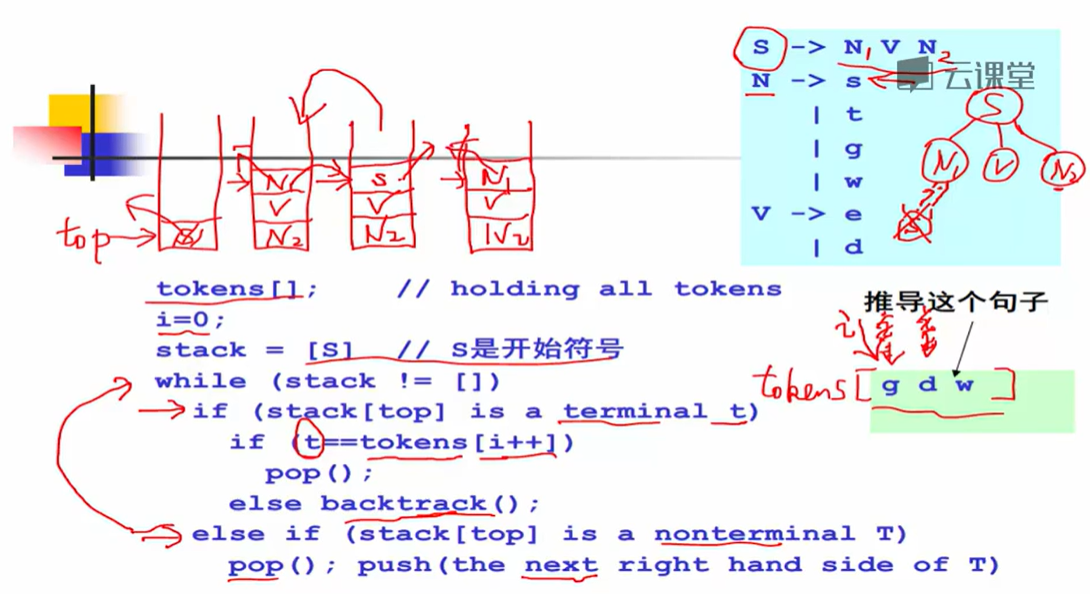 S -> N1 V N2
云课堂
N -> s
| t
| g
| w
V -> e
| d
S
N1 V N2
S
top
S
N1
V
N2
S
V
N2
N1
V
N2
推导这个句子
i
tokens [ g d w ]
tokens[]; // holding all tokens
i=0;
stack = [S] // S是开始符号
while (stack != [])
if (stack[top] is a terminal t)
if (t==tokens[i++])
pop();
else backtrack();
else if (stack[top] is a nonterminal T)
pop(); push(the next right hand side of T)